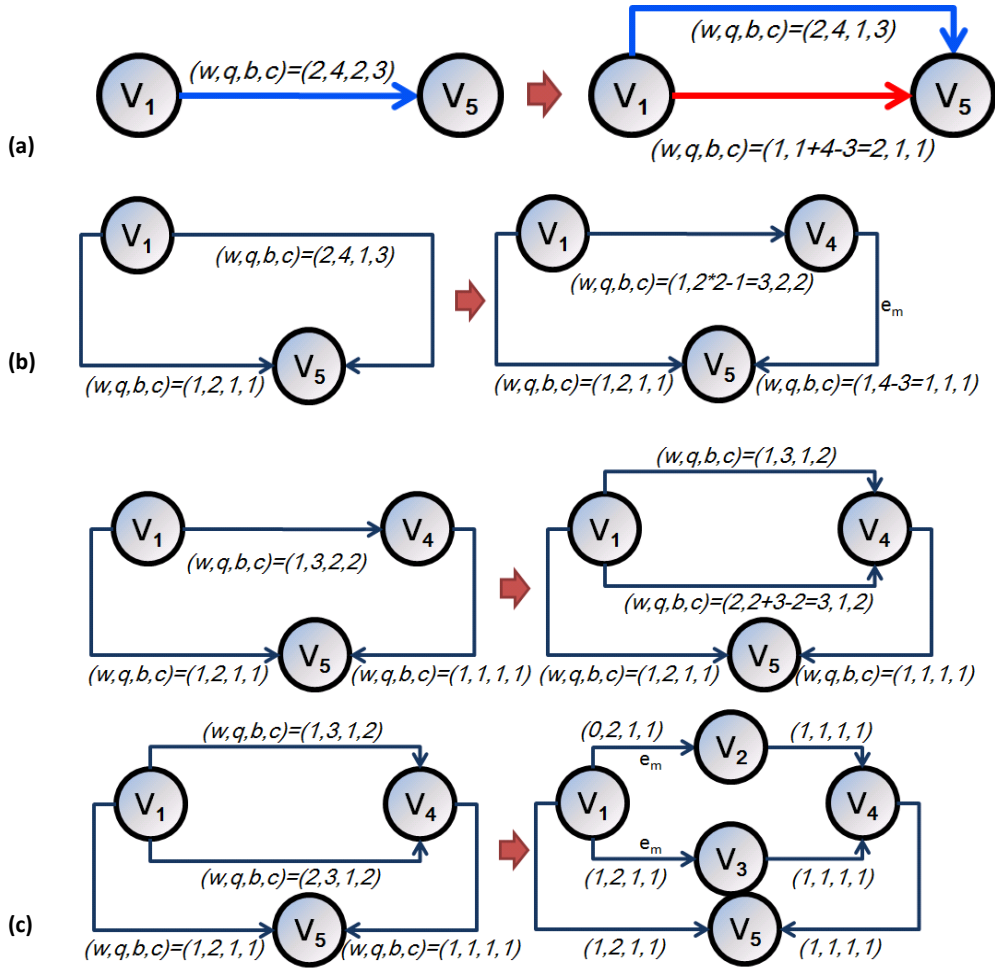 (w,q,b,c)=(2,4,1,3)
(w,q,b,c)=(2,4,2,3)
V1 V5 V1 V5
(w,q,b,c)=(1,1+4-3=2,1,1)
(a)
V1 V1 V4
(w,q,b,c)=(2,4,1,3)
(w,q,b,c)=(1,2*2-1=3,2,2)
em
(b)
V5 V5
(w,q,b,c)=(1,2,1,1) (w,q,b,c)=(1,2,1,1) (w,q,b,c)=(1,4-3=1,1,1)
(w,q,b,c)=(1,3,1,2)
V1 V4 V1 V4
(w,q,b,c)=(1,3,2,2)
(w,q,b,c)=(2,2+3-2=3,1,2)
V5 V5
(w,q,b,c)=(1,2,1,1) (w,q,b,c)=(1,1,1,1) (w,q,b,c)=(1,2,1,1) (w,q,b,c)=(1,1,1,1)
(w,q,b,c)=(1,3,1,2) (0,2,1,1) (1,1,1,1)
V2
em
V1 V4 V1 V4
em
V3
(w,q,b,c)=(2,3,1,2) (1,2,1,1) (1,1,1,1)
(c)
V5 V5
(w,q,b,c)=(1,2,1,1) (w,q,b,c)=(1,1,1,1) (1,2,1,1) (1,1,1,1)